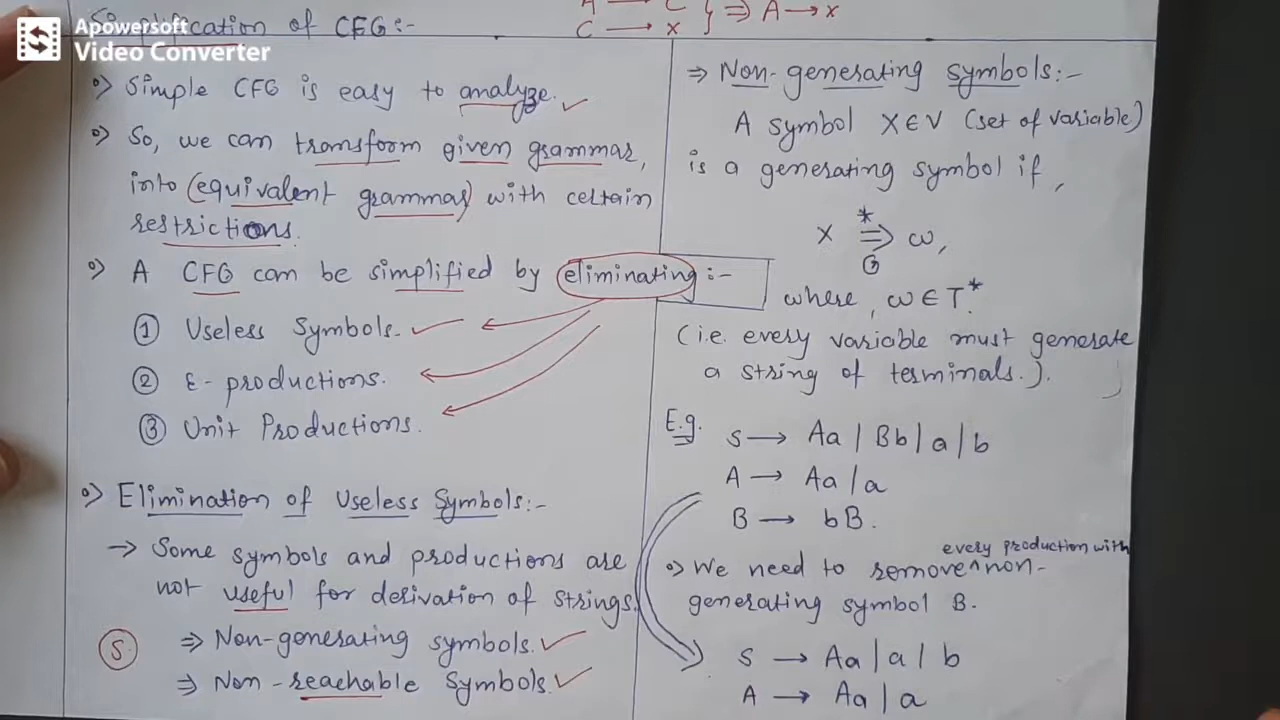 Apowersoft
Video Converter
Simplification of CFG:-
A → C
C → x } ⇒ A → x
Simple CFG is easy to analyze.
So, we can transform given grammar,
into (equivalent grammar) with certain
restrictions.
A CFG can be simplified by eliminating :-
① Useless Symbols.
② ε-productions.
③ Unit Productions.
Elimination of Useless Symbols:-
→ Some symbols and productions are
not useful for derivation of strings.
S
⇒ Non-generating symbols.
⇒ Non-reachable Symbols.
⇒ Non-generating symbols:-
A symbol X∈V (set of variable)
is a generating symbol if,
X *⇒G ω,
where, ω∈T*
(i.e. every variable must generate
a string of terminals.).
E.g. S → Aa | Bb | a | b
A → Aa | a
B → bB.
every production with
We need to remove ^ non-
generating symbol B.
S → Aa | a | b
A → Aa | a